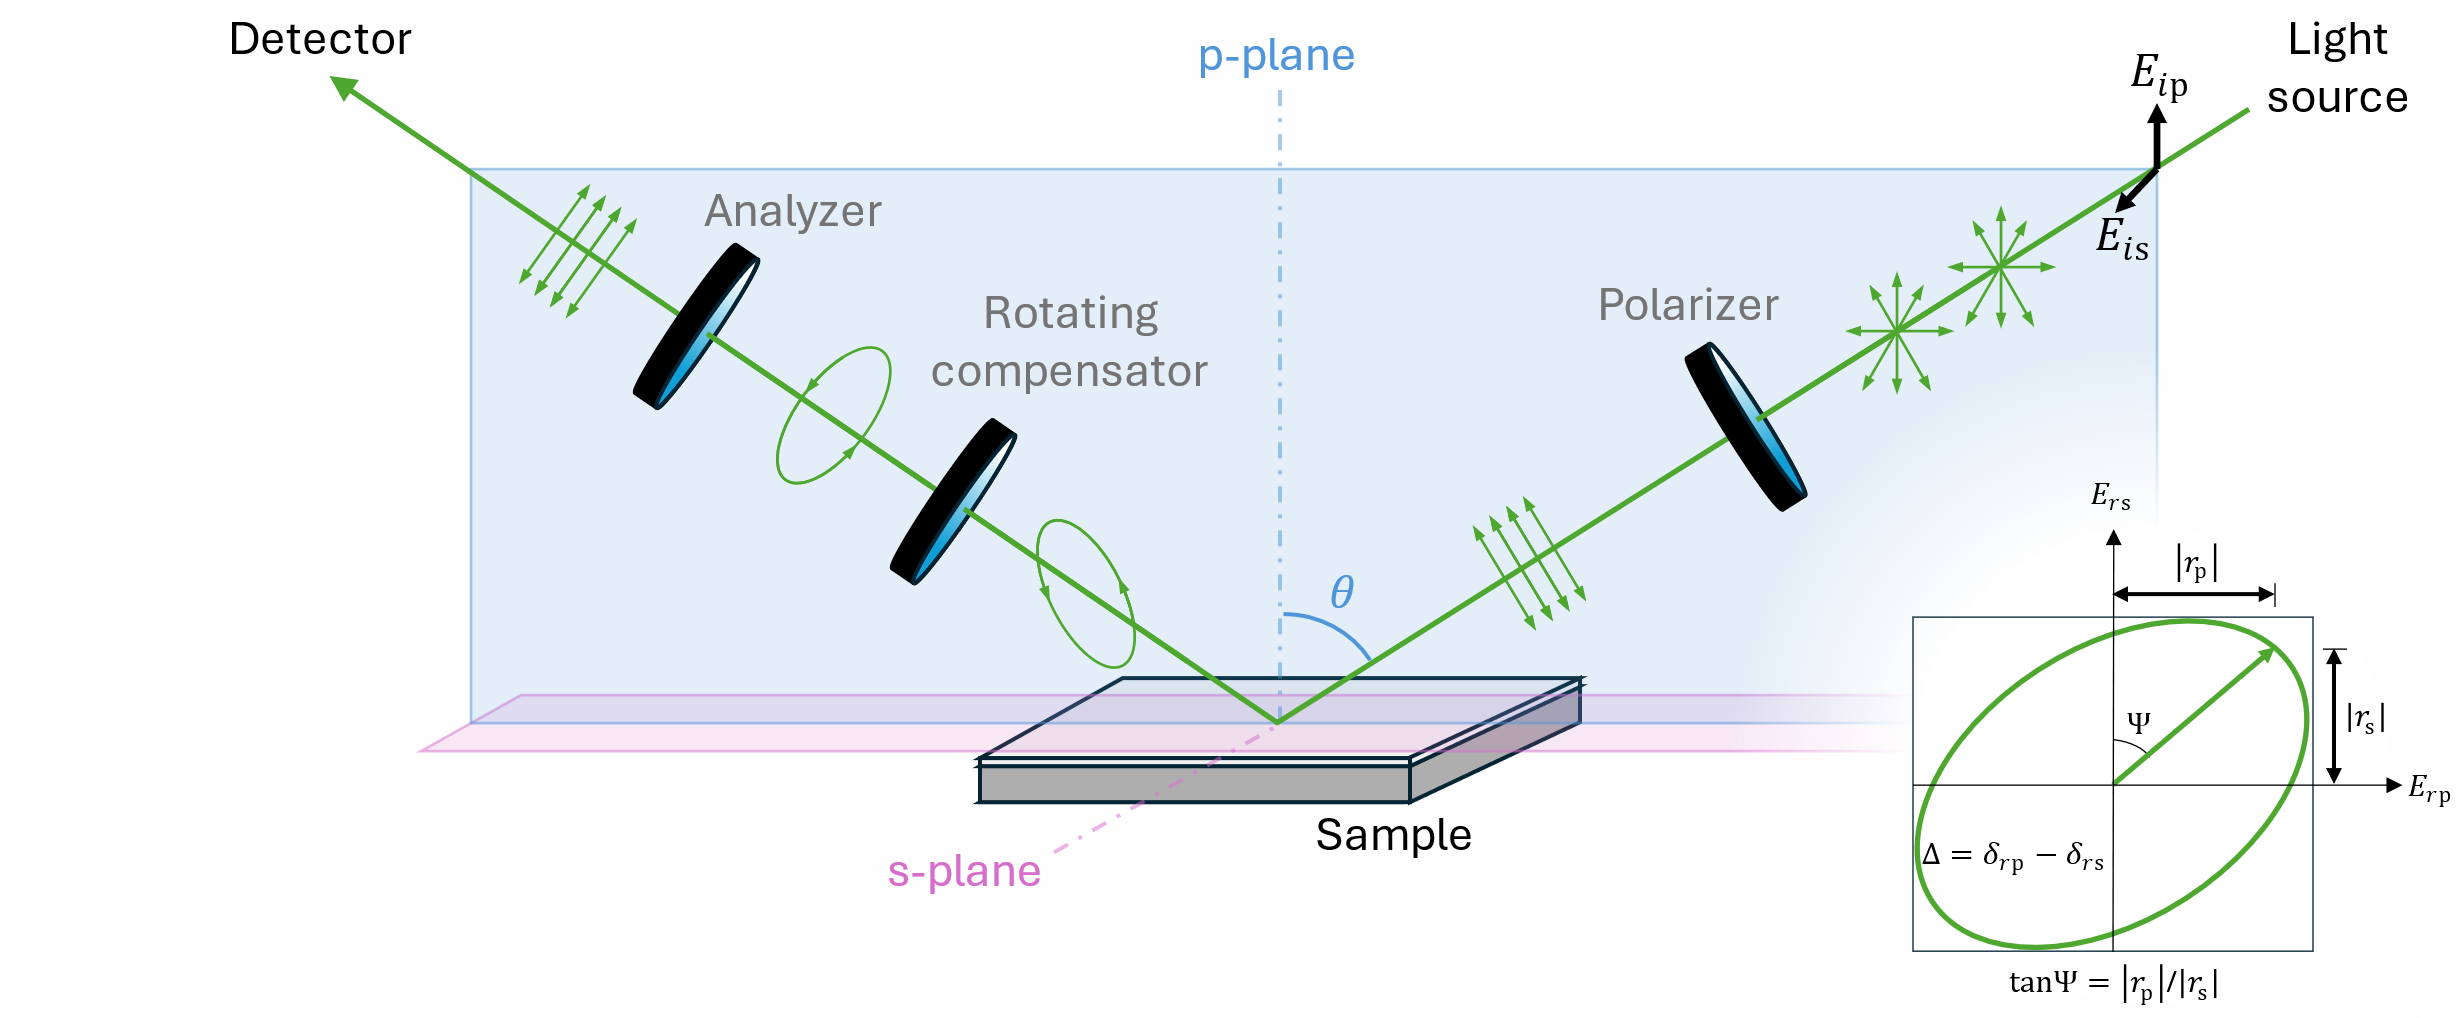 Detector
p-plane
Light
source
E_ip
E_is
Analyzer
Rotating
compensator
Polarizer
θ
E_rs
|r_p|
Ψ
|r_s|
E_rp
Δ = δ_rp − δ_rs
Sample
s-plane
tanΨ = |r_p|/|r_s|